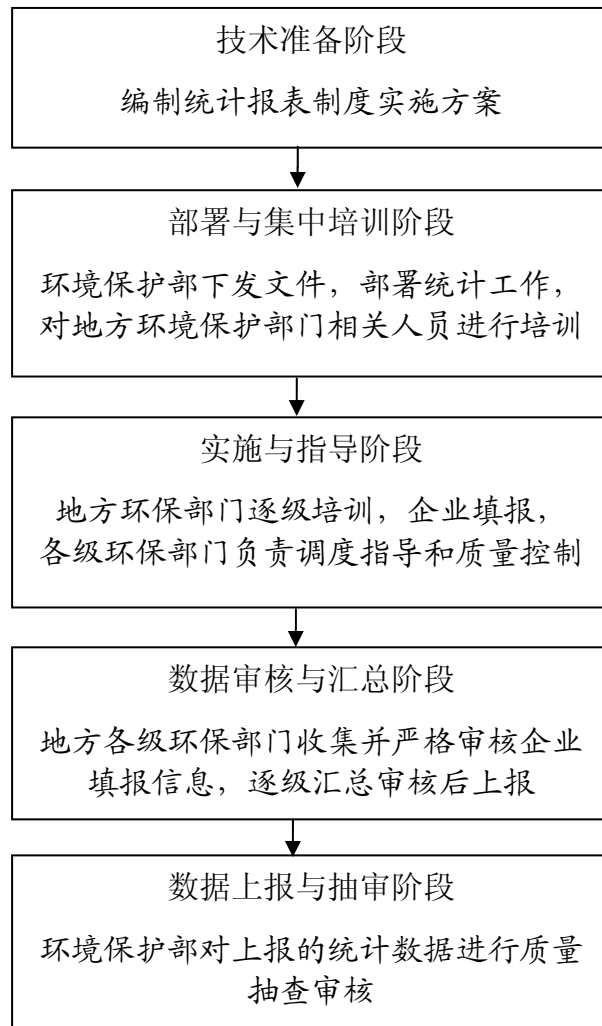 技术准备阶段
编制统计报表制度实施方案
部署与集中培训阶段
环境保护部下发文件，部署统计工作，
对地方环境保护部门相关人员进行培训
实施与指导阶段
地方环保部门逐级培训，企业填报，
各级环保部门负责调度指导和质量控制
数据审核与汇总阶段
地方各级环保部门收集并严格审核企业
填报信息，逐级汇总审核后上报
数据上报与抽审阶段
环境保护部对上报的统计数据进行质量
抽查审核